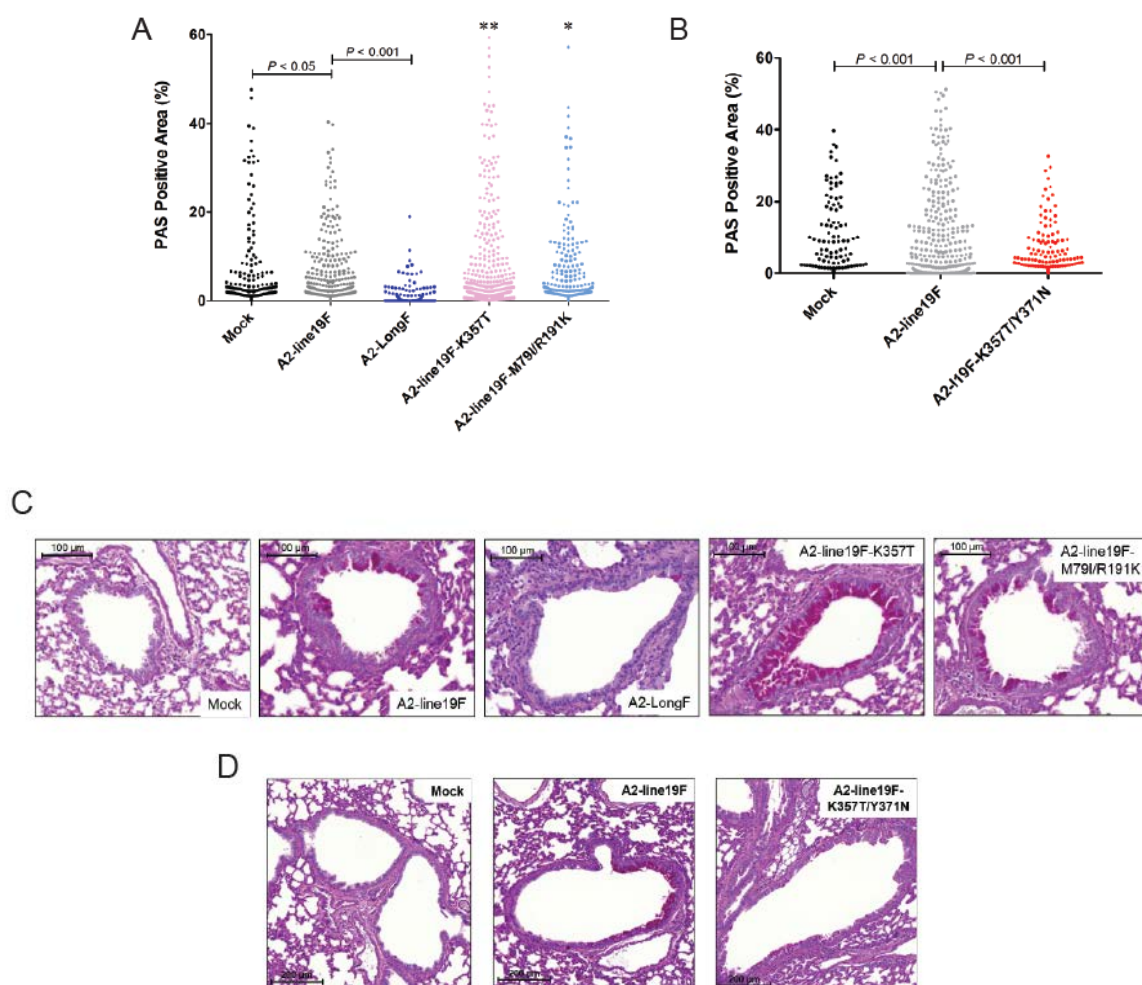 A
PAS Positive Area (%)
60
40
20
0
**
*
P < 0.05
P < 0.001
Mock
A2-line19F
A2-LongF
A2-line19F-K357T
A2-line19F-M79I/R191K
B
PAS Positive Area (%)
60
40
20
0
P < 0.001
P < 0.001
Mock
A2-line19F
A2-l19F-K357T/Y371N
C
100 µm
Mock
100 µm
A2-line19F
100 µm
A2-LongF
100 µm
A2-line19F-K357T
100 µm
A2-line19F-
M79I/R191K
D
Mock
200 µm
A2-line19F
200 µm
A2-line19F-
K357T/Y371N
200 µm